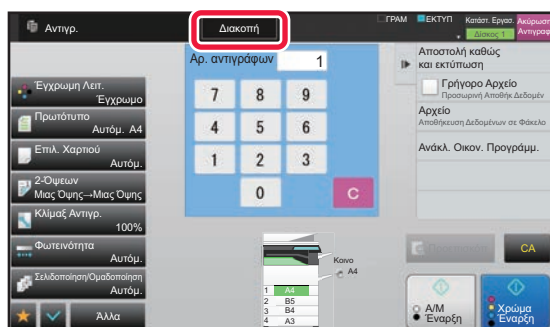 Αντιγρ.
Διακοπή
ΓΡΑΜ
ΕΚΤΥΠ
Κατάστ. Εργασ.
Δίσκος 1
Ακύρωση
Αντιγραφ
Αρ. αντιγράφων
1
7 8 9
4 5 6
1 2 3
0 C
Έγχρωμη Λειτ.
Έγχρωμο
Πρωτότυπο
Αυτόμ. A4
Επιλ. Χαρτιού
Αυτόμ.
2-Όψεων
Μιας Όψης→Μιας Όψης
Κλίμαξ Αντιγρ.
100%
Φωτεινότητα
Αυτόμ.
Σελιδοποίηση/Ομαδοποίηση
Αυτόμ.
Άλλα
Κοινο
A4
1 A4
2 B5
3 B4
4 A3
Αποστολή καθώς
και εκτύπωση
Γρήγορο Αρχείο
Προσωρινή Αποθήκ Δεδομέν
Αρχείο
Αποθήκευση Δεδομένων σε Φάκελο
Ανάκλ. Οικον. Προγράμμ.
CA
Α/Μ
Έναρξη
Χρώμα
Έναρξη